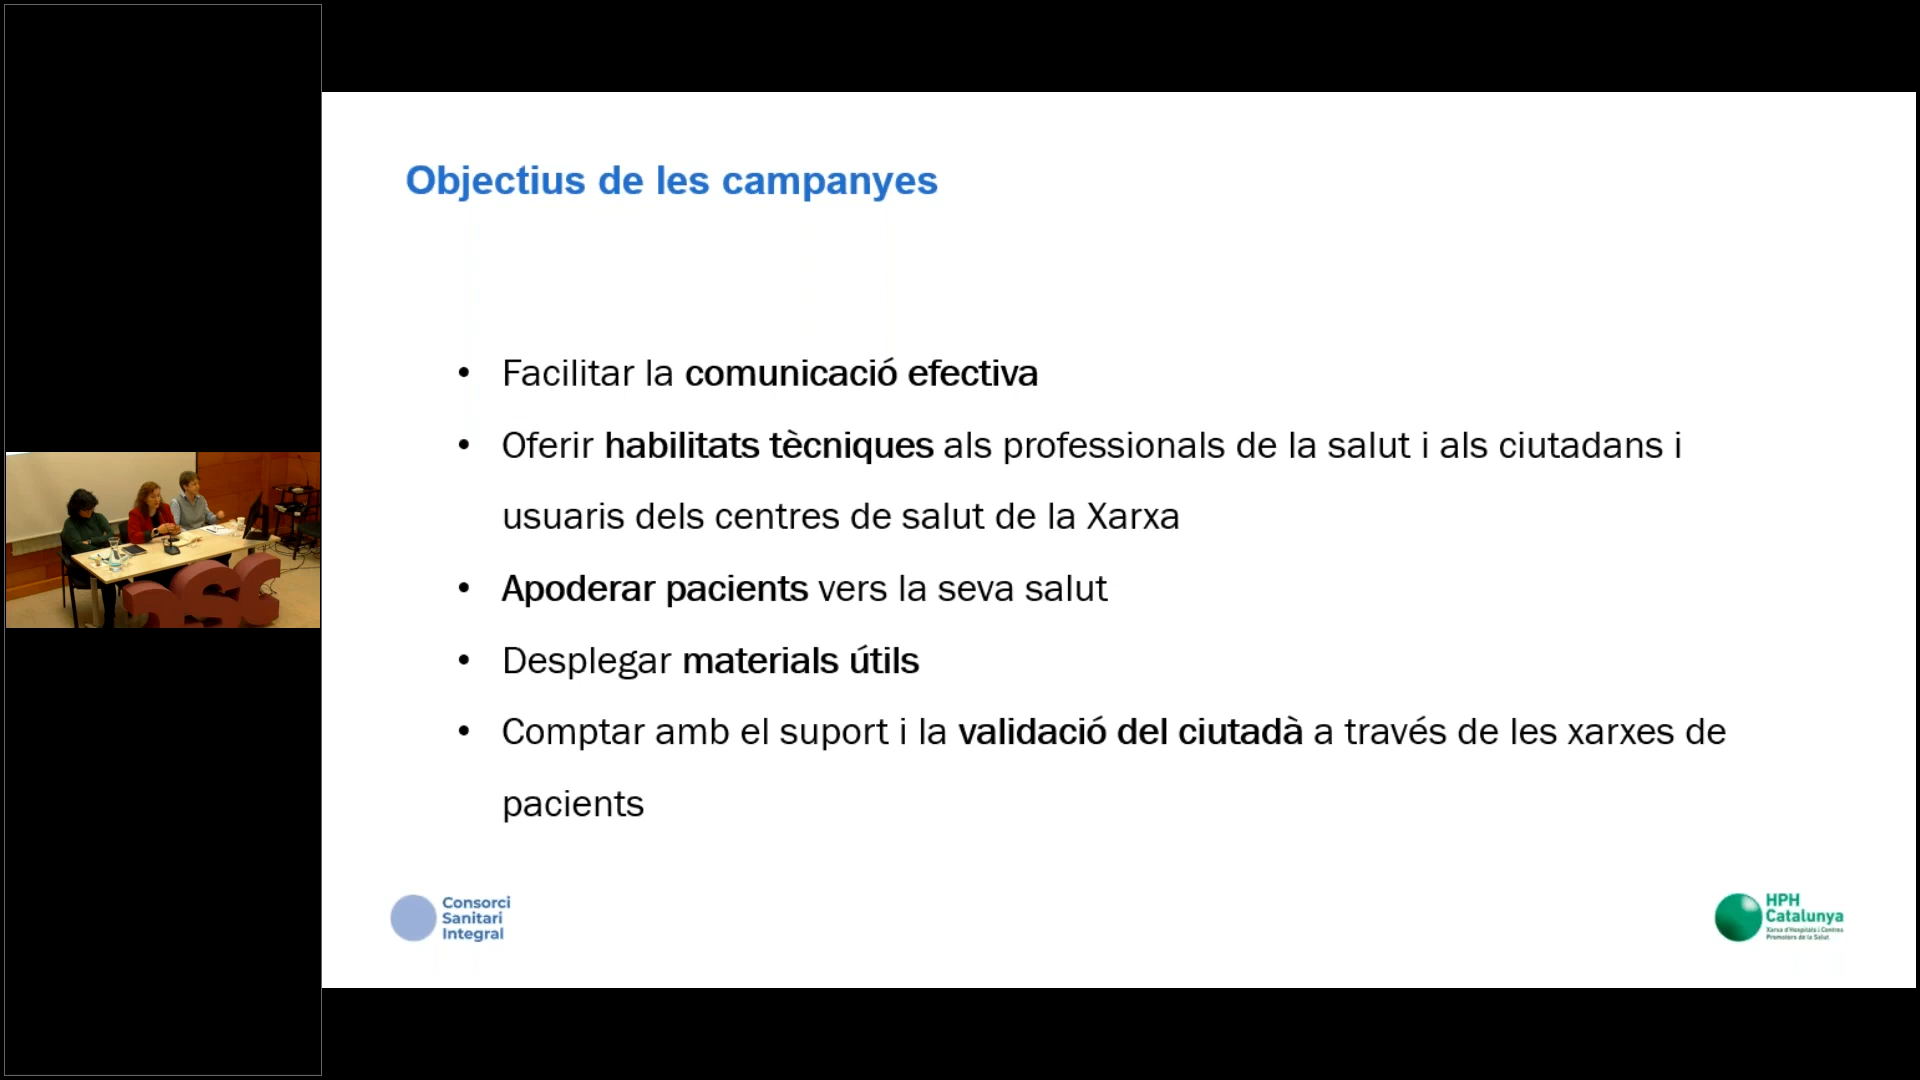 Objectius de les campanyes
• Facilitar la comunicació efectiva
• Oferir habilitats tècniques als professionals de la salut i als ciutadans i
usuaris dels centres de salut de la Xarxa
• Apoderar pacients vers la seva salut
• Desplegar materials útils
• Comptar amb el suport i la validació del ciutadà a través de les xarxes de
pacients
Consorci
Sanitari
Integral
HPH
Catalunya
Xarxa d'Hospitals i Centres
Promotors de la Salut